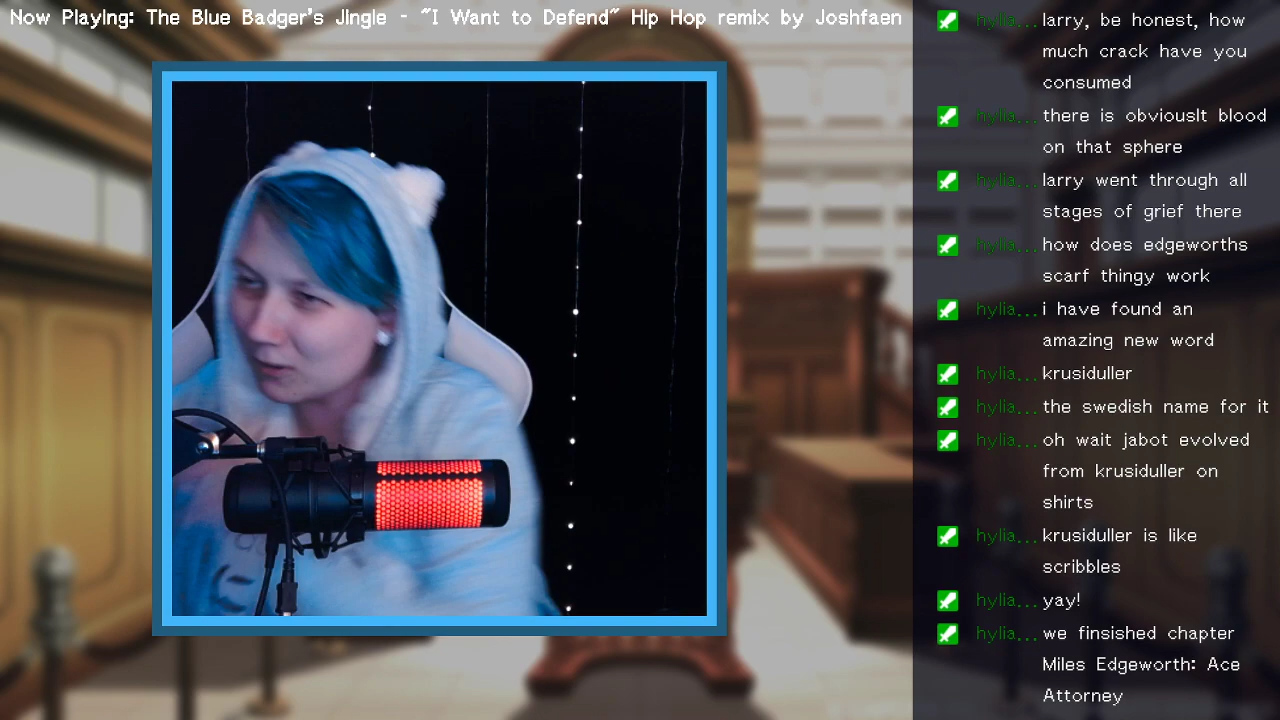 Now Playing: The Blue Badger's Jingle - "I Want to Defend" Hip Hop remix by Joshfaen
hylia... larry, be honest, how
much crack have you
consumed
hylia... there is obviouslt blood
on that sphere
hylia... larry went through all
stages of grief there
hylia... how does edgeworths
scarf thingy work
hylia... i have found an
amazing new word
hylia... krusiduller
hylia... the swedish name for it
hylia... oh wait jabot evolved
from krusiduller on
shirts
hylia... krusiduller is like
scribbles
hylia... yay!
hylia... we finsished chapter
Miles Edgeworth: Ace
Attorney